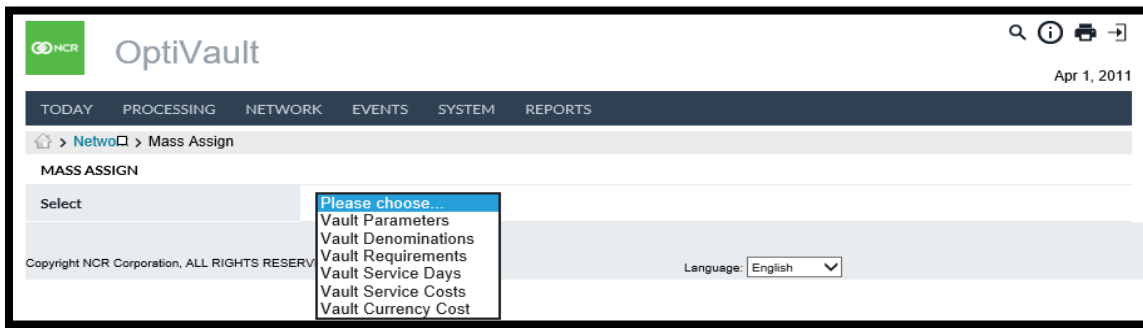 NCR
OptiVault
Apr 1, 2011
TODAY PROCESSING NETWORK EVENTS SYSTEM REPORTS
> Netwo > Mass Assign
MASS ASSIGN
Select
Please choose...
Vault Parameters
Vault Denominations
Vault Requirements
Vault Service Days
Vault Service Costs
Vault Currency Cost
Copyright NCR Corporation, ALL RIGHTS RESERV
Language: English